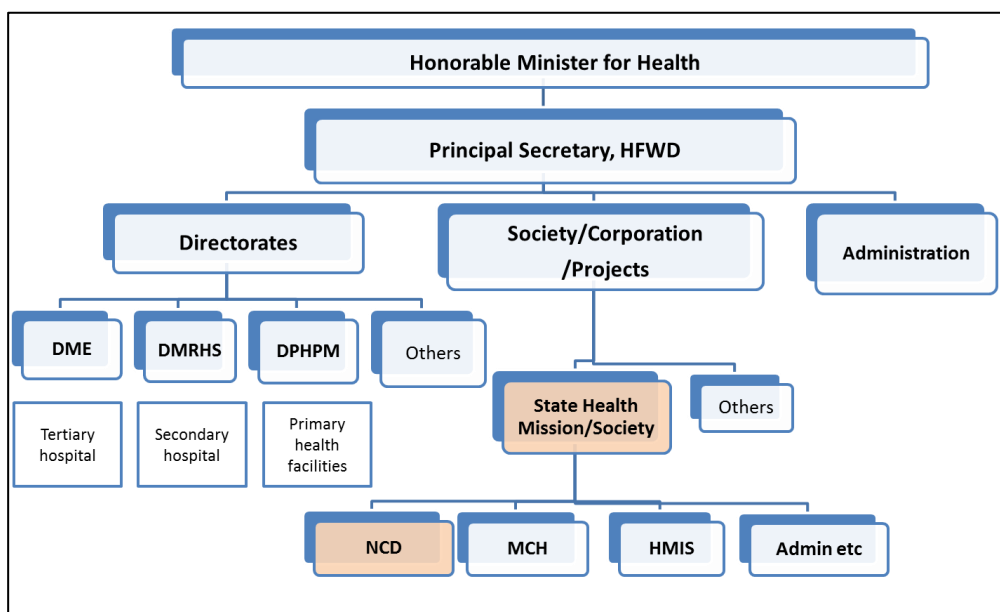 Honorable Minister for Health
Principal Secretary, HFWD
Directorates
Society/Corporation
/Projects
Administration
DME
DMRHS
DPHPM
Others
Tertiary
hospital
Secondary
hospital
Primary
health
facilities
State Health
Mission/Society
Others
NCD
MCH
HMIS
Admin etc